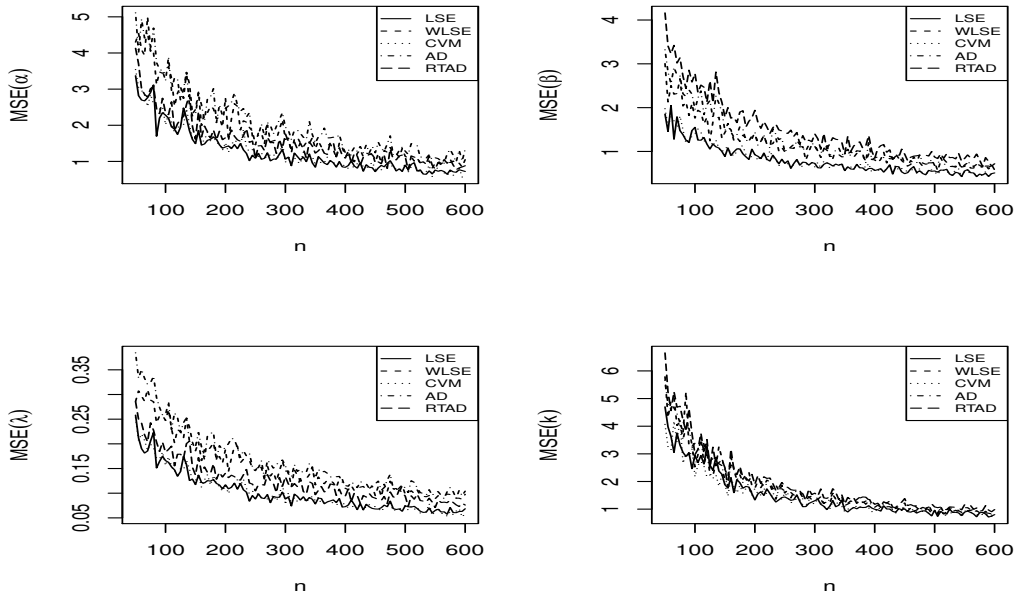 MSE(α)
5
4
3
2
1
100 200 300 400 500 600
n
LSE
WLSE
CVM
AD
RTAD
MSE(β)
4
3
2
1
100 200 300 400 500 600
n
LSE
WLSE
CVM
AD
RTAD
MSE(λ)
0.35
0.25
0.15
0.05
100 200 300 400 500 600
n
LSE
WLSE
CVM
AD
RTAD
MSE(k)
6
5
4
3
2
1
100 200 300 400 500 600
n
LSE
WLSE
CVM
AD
RTAD